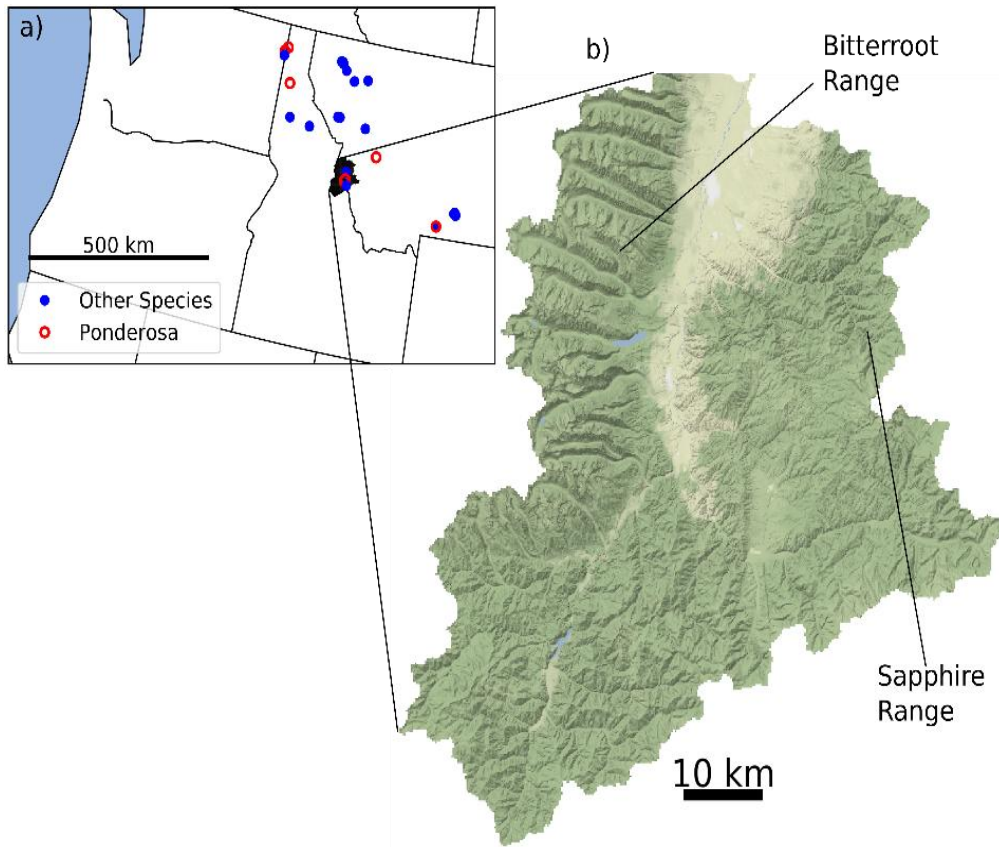 a)
500 km
Other Species
Ponderosa
b)
Bitterroot
Range
Sapphire
Range
10 km